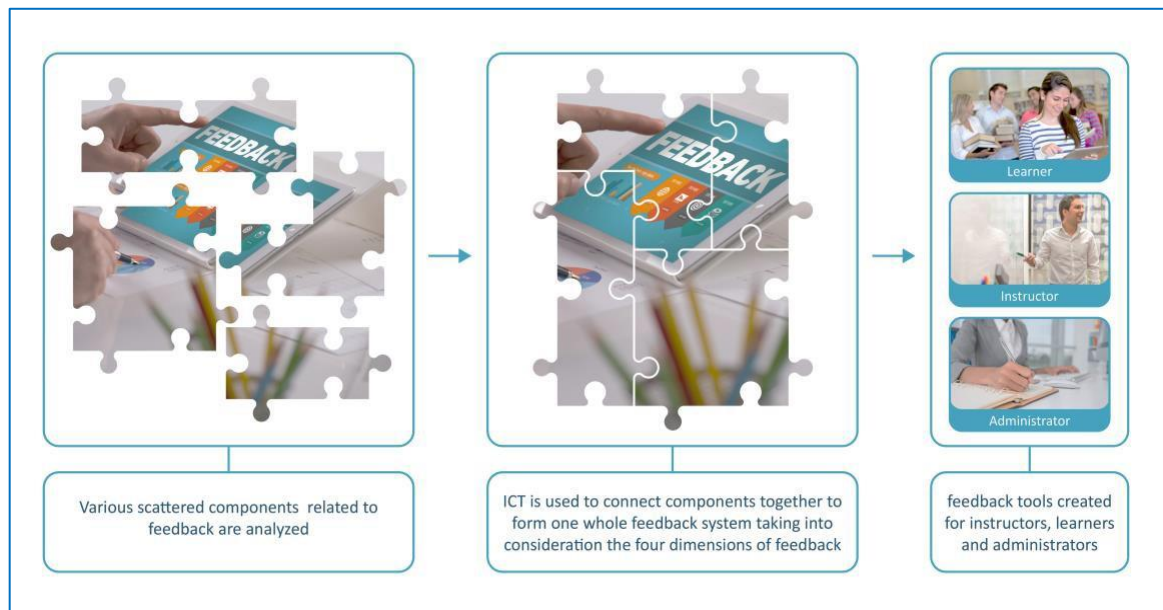 FEEDBACK
FEEDBACK
Learner
Instructor
Administrator
Various scattered components related to
feedback are analyzed
ICT is used to connect components together to
form one whole feedback system taking into
consideration the four dimensions of feedback
feedback tools created
for instructors, learners
and administrators